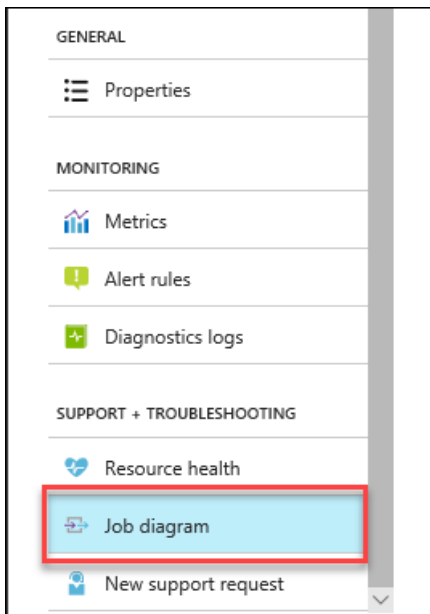 GENERAL
Properties
MONITORING
Metrics
Alert rules
Diagnostics logs
SUPPORT + TROUBLESHOOTING
Resource health
Job diagram
New support request